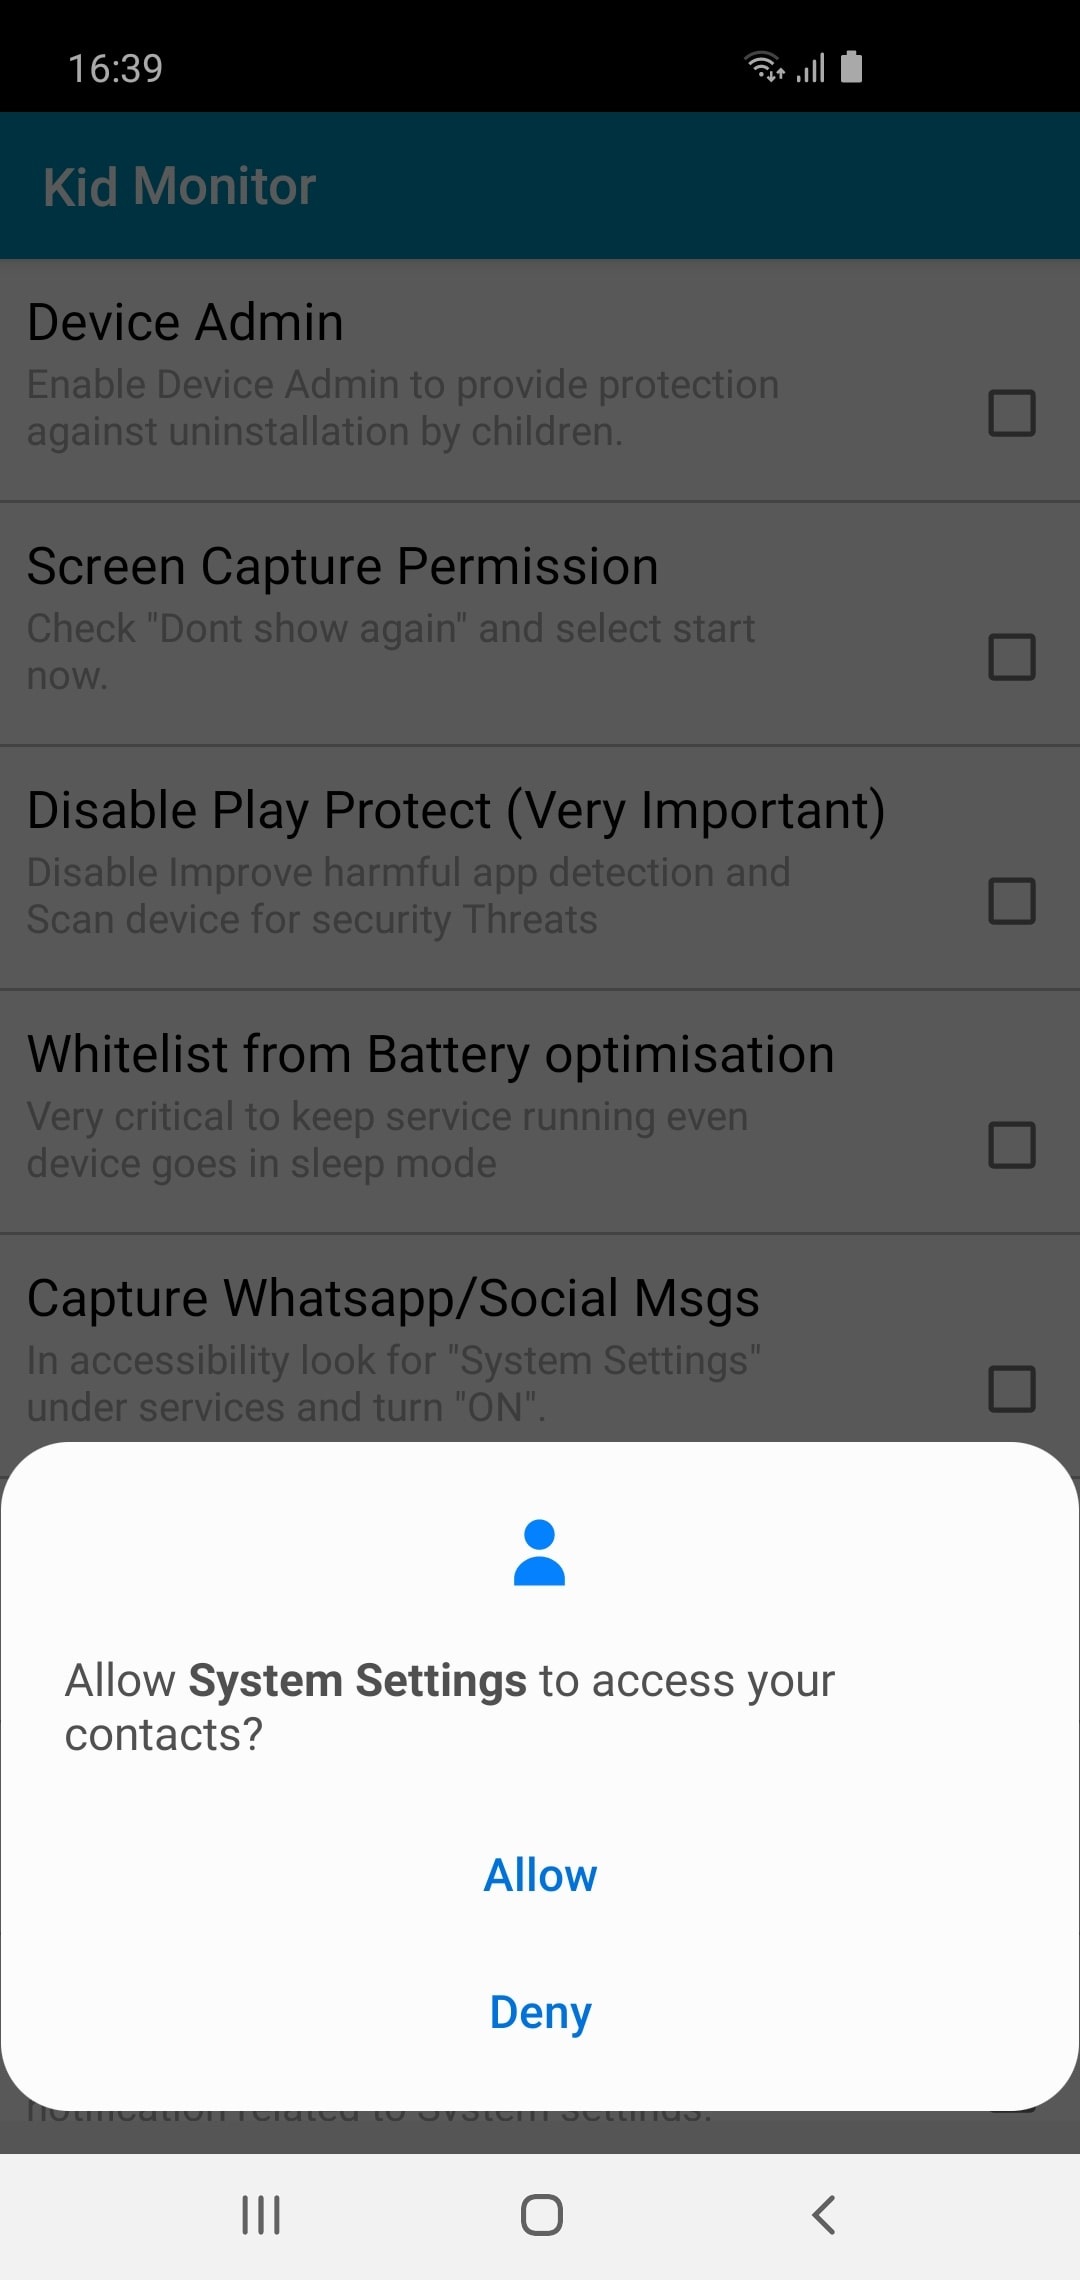 16:39
Kid Monitor
Device Admin
Enable Device Admin to provide protection
against uninstallation by children.
Screen Capture Permission
Check "Dont show again" and select start
now.
Disable Play Protect (Very Important)
Disable Improve harmful app detection and
Scan device for security Threats
Whitelist from Battery optimisation
Very critical to keep service running even
device goes in sleep mode
Capture Whatsapp/Social Msgs
In accessibility look for "System Settings"
under services and turn "ON".
Allow System Settings to access your
contacts?
Allow
Deny
notification related to System settings.